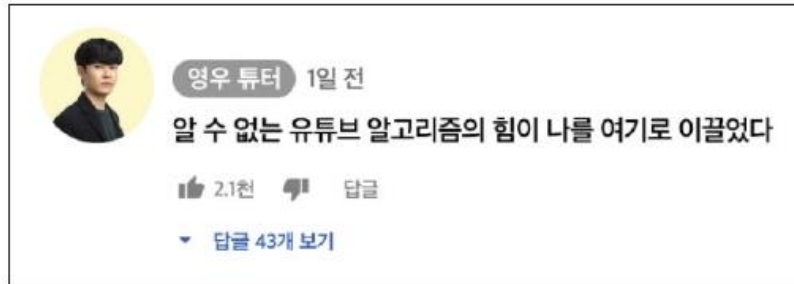 영우 튜터 1일 전
알 수 없는 유튜브 알고리즘의 힘이 나를 여기로 이끌었다
2.1천 답글
답글 43개 보기